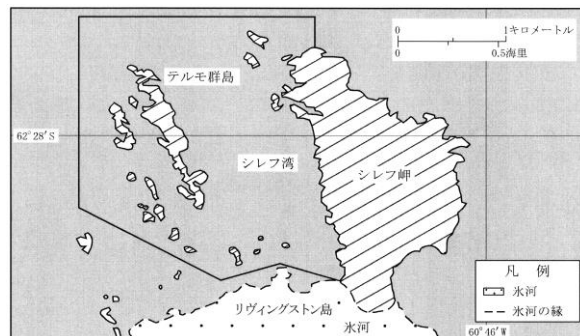 0 1キロメートル
0 0.5海里
テルモ群島
62°28′S
シレフ湾
シレフ岬
凡例
氷河
氷河の縁
リヴィングストン島
氷河
60°46′W